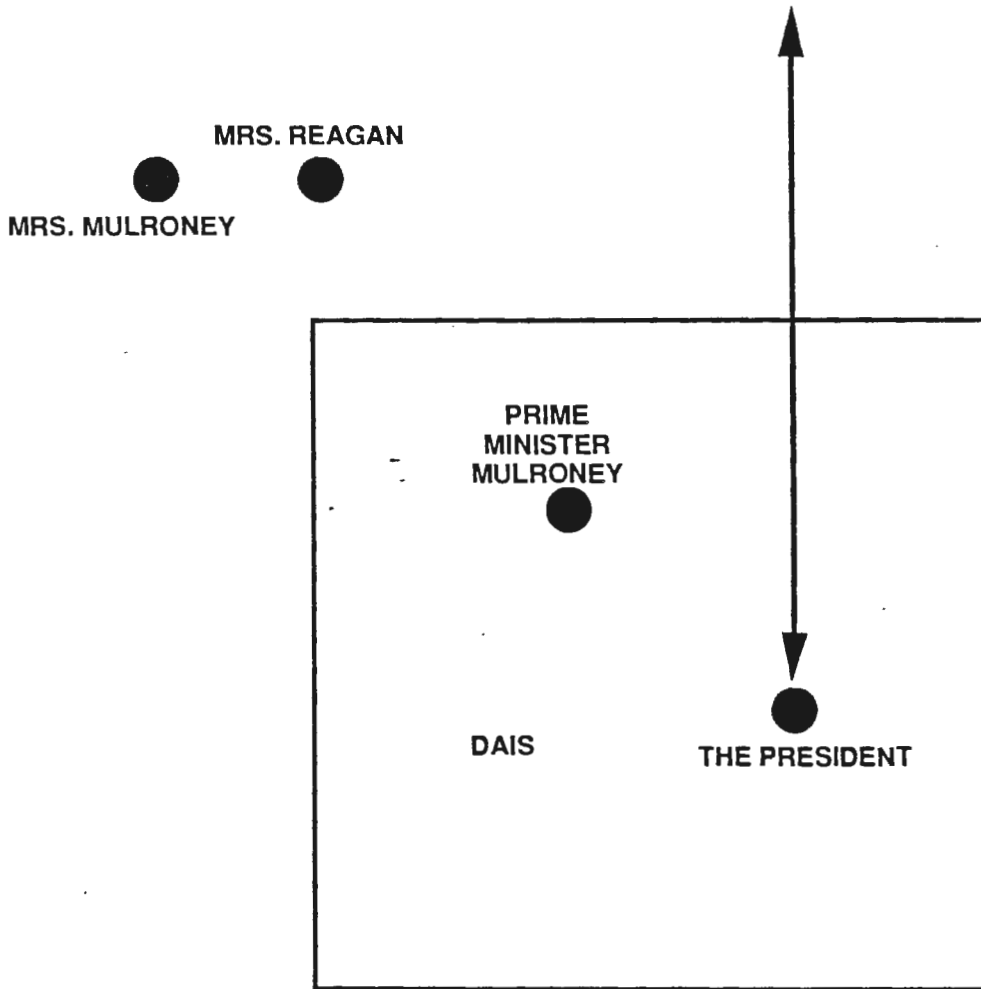 MRS. REAGAN
MRS. MULRONEY
PRIME
MINISTER
MULRONEY
DAIS
THE PRESIDENT